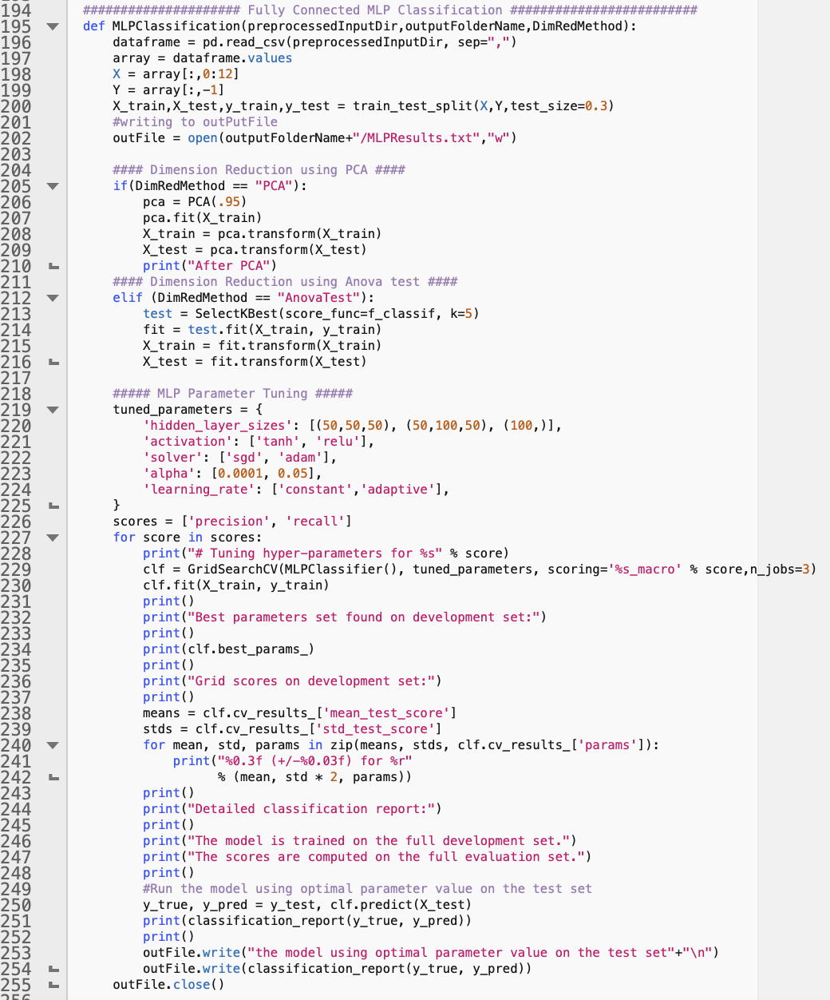 194 ##################### Fully Connected MLP Classification #########################
195 def MLPClassification(preprocessedInputDir,outputFolderName,DimRedMethod):
196     dataframe = pd.read_csv(preprocessedInputDir, sep=",")
197     array = dataframe.values
198     X = array[:,0:12]
199     Y = array[:,-1]
200     X_train,X_test,y_train,y_test = train_test_split(X,Y,test_size=0.3)
201     #writing to outPutFile
202     outFile = open(outputFolderName+"/MLPResults.txt","w")
203
204     #### Dimension Reduction using PCA ####
205     if(DimRedMethod == "PCA"):
206         pca = PCA(.95)
207         pca.fit(X_train)
208         X_train = pca.transform(X_train)
209         X_test = pca.transform(X_test)
210         print("After PCA")
211     #### Dimension Reduction using Anova test ####
212     elif (DimRedMethod == "AnovaTest"):
213         test = SelectKBest(score_func=f_classif, k=5)
214         fit = test.fit(X_train, y_train)
215         X_train = fit.transform(X_train)
216         X_test = fit.transform(X_test)
217
218     ##### MLP Parameter Tuning #####
219     tuned_parameters = {
220         'hidden_layer_sizes': [(50,50,50), (50,100,50), (100,)],
221         'activation': ['tanh', 'relu'],
222         'solver': ['sgd', 'adam'],
223         'alpha': [0.0001, 0.05],
224         'learning_rate': ['constant','adaptive'],
225     }
226     scores = ['precision', 'recall']
227     for score in scores:
228         print("# Tuning hyper-parameters for %s" % score)
229         clf = GridSearchCV(MLPClassifier(), tuned_parameters, scoring='%s_macro' % score,n_jobs=3)
230         clf.fit(X_train, y_train)
231         print()
232         print("Best parameters set found on development set:")
233         print()
234         print(clf.best_params_)
235         print()
236         print("Grid scores on development set:")
237         print()
238         means = clf.cv_results_['mean_test_score']
239         stds = clf.cv_results_['std_test_score']
240         for mean, std, params in zip(means, stds, clf.cv_results_['params']):
241             print("%0.3f (+/-%0.03f) for %r"
242                   % (mean, std * 2, params))
243         print()
244         print("Detailed classification report:")
245         print()
246         print("The model is trained on the full development set.")
247         print("The scores are computed on the full evaluation set.")
248         print()
249         #Run the model using optimal parameter value on the test set
250         y_true, y_pred = y_test, clf.predict(X_test)
251         print(classification_report(y_true, y_pred))
252         print()
253         outFile.write("the model using optimal parameter value on the test set"+"\n")
254         outFile.write(classification_report(y_true, y_pred))
255     outFile.close()